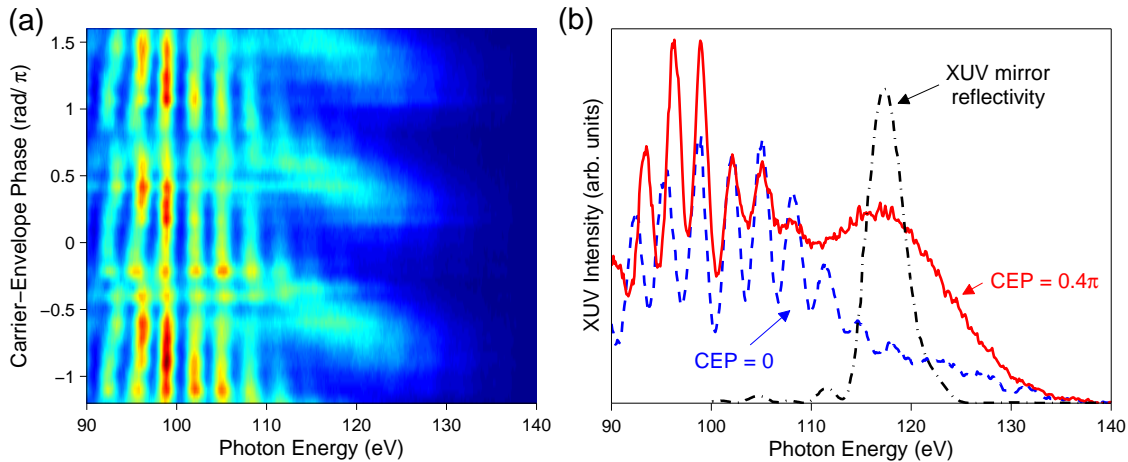 (a)
1.5
1
0.5
0
−0.5
−1
Carrier−Envelope Phase (rad/ π)
90 100 110 120 130 140
Photon Energy (eV)
(b)
XUV mirror
reflectivity
CEP = 0.4π
CEP = 0
XUV Intensity (arb. units)
90 100 110 120 130 140
Photon Energy (eV)